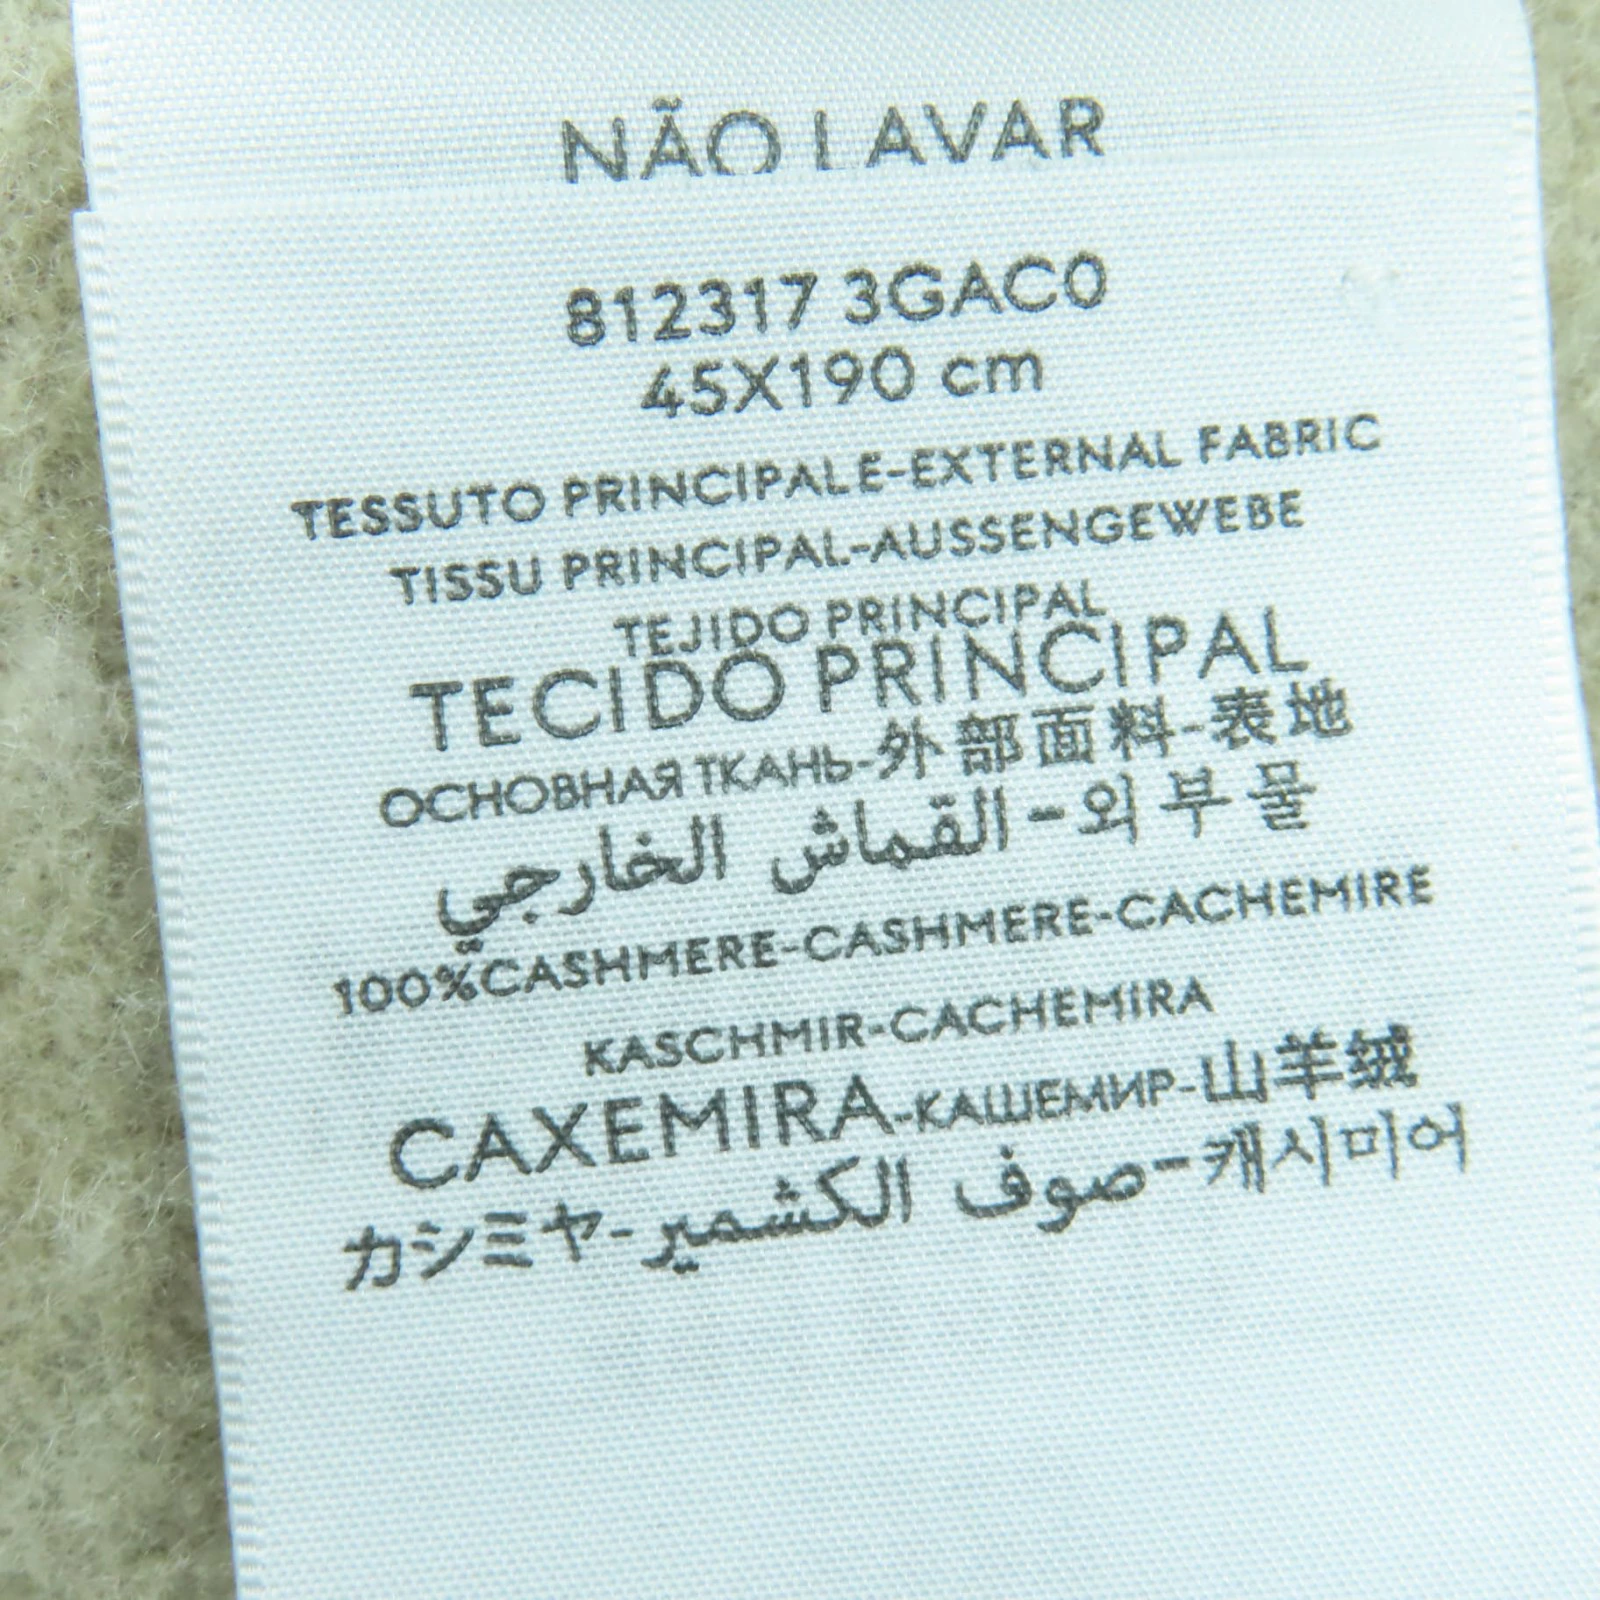 NÃO LAVAR
812317 3GAC0
45X190 cm
TESSUTO PRINCIPALE-EXTERNAL FABRIC
TISSU PRINCIPAL-AUSSENGEWEBE
TEJIDO PRINCIPAL
TECIDO PRINCIPAL
ОСНОВНАЯ ТКАНЬ-外部面料-表地
외부물-القماش الخارجي
100%CASHMERE-CASHMERE-CACHEMIRE
KASCHMIR-CACHEMIRA
CAXEMIRA-КАШЕМИР-山羊绒
カシミヤ-صوف الكشمير-캐시미어